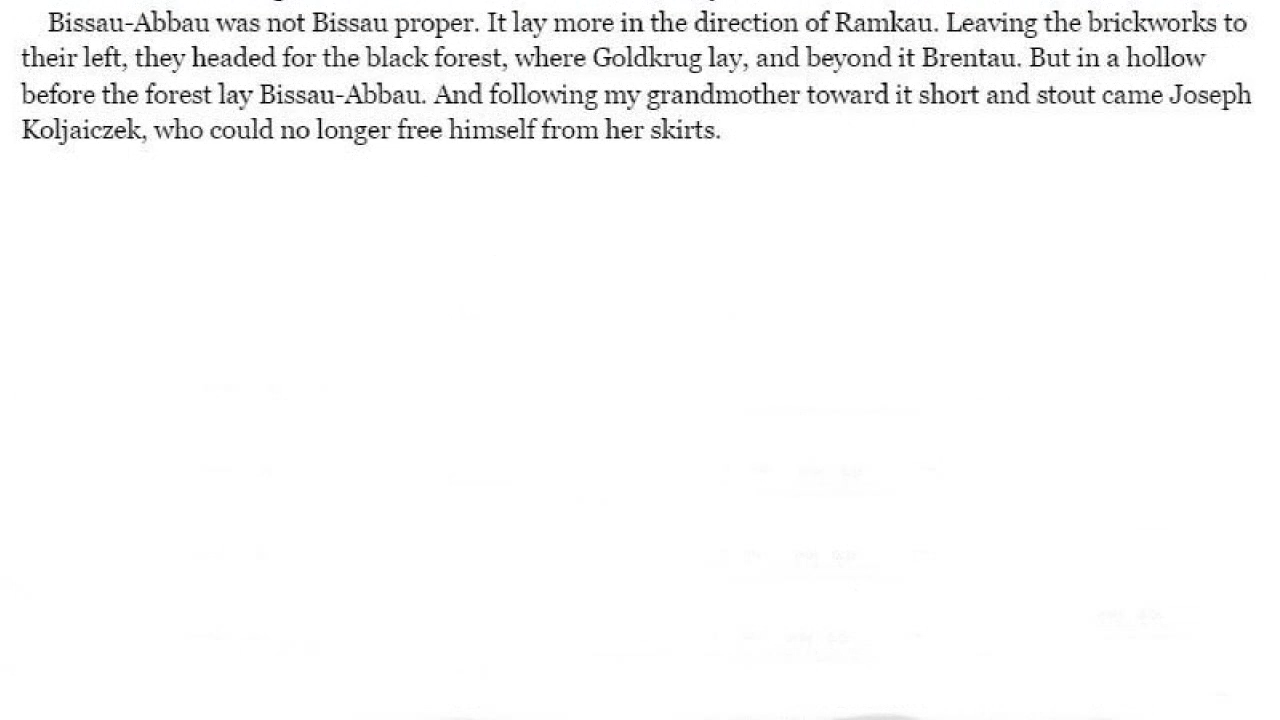 Bissau-Abbau was not Bissau proper. It lay more in the direction of Ramkau. Leaving the brickworks to
their left, they headed for the black forest, where Goldkrug lay, and beyond it Brentau. But in a hollow
before the forest lay Bissau-Abbau. And following my grandmother toward it short and stout came Joseph
Koljaiczek, who could no longer free himself from her skirts.